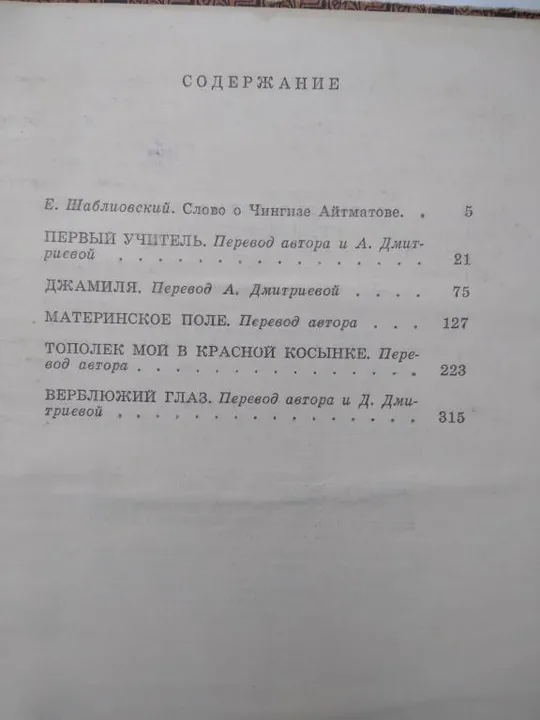 СОДЕРЖАНИЕ
Е. Шаблиовский. Слово о Чингизе Айтматове. . 5
ПЕРВЫЙ УЧИТЕЛЬ. Перевод автора и А. Дмит-
риевой . . . . . . . . . . . . . . . . 21
ДЖАМИЛЯ. Перевод А. Дмитриевой . . . . 75
МАТЕРИНСКОЕ ПОЛЕ. Перевод автора . . . 127
ТОПОЛЕК МОЙ В КРАСНОЙ КОСЫНКЕ. Пере-
вод автора . . . . . . . . . . . . . . 223
ВЕРБЛЮЖИЙ ГЛАЗ. Перевод автора и Д. Дми-
триевой . . . . . . . . . . . . . . . 315